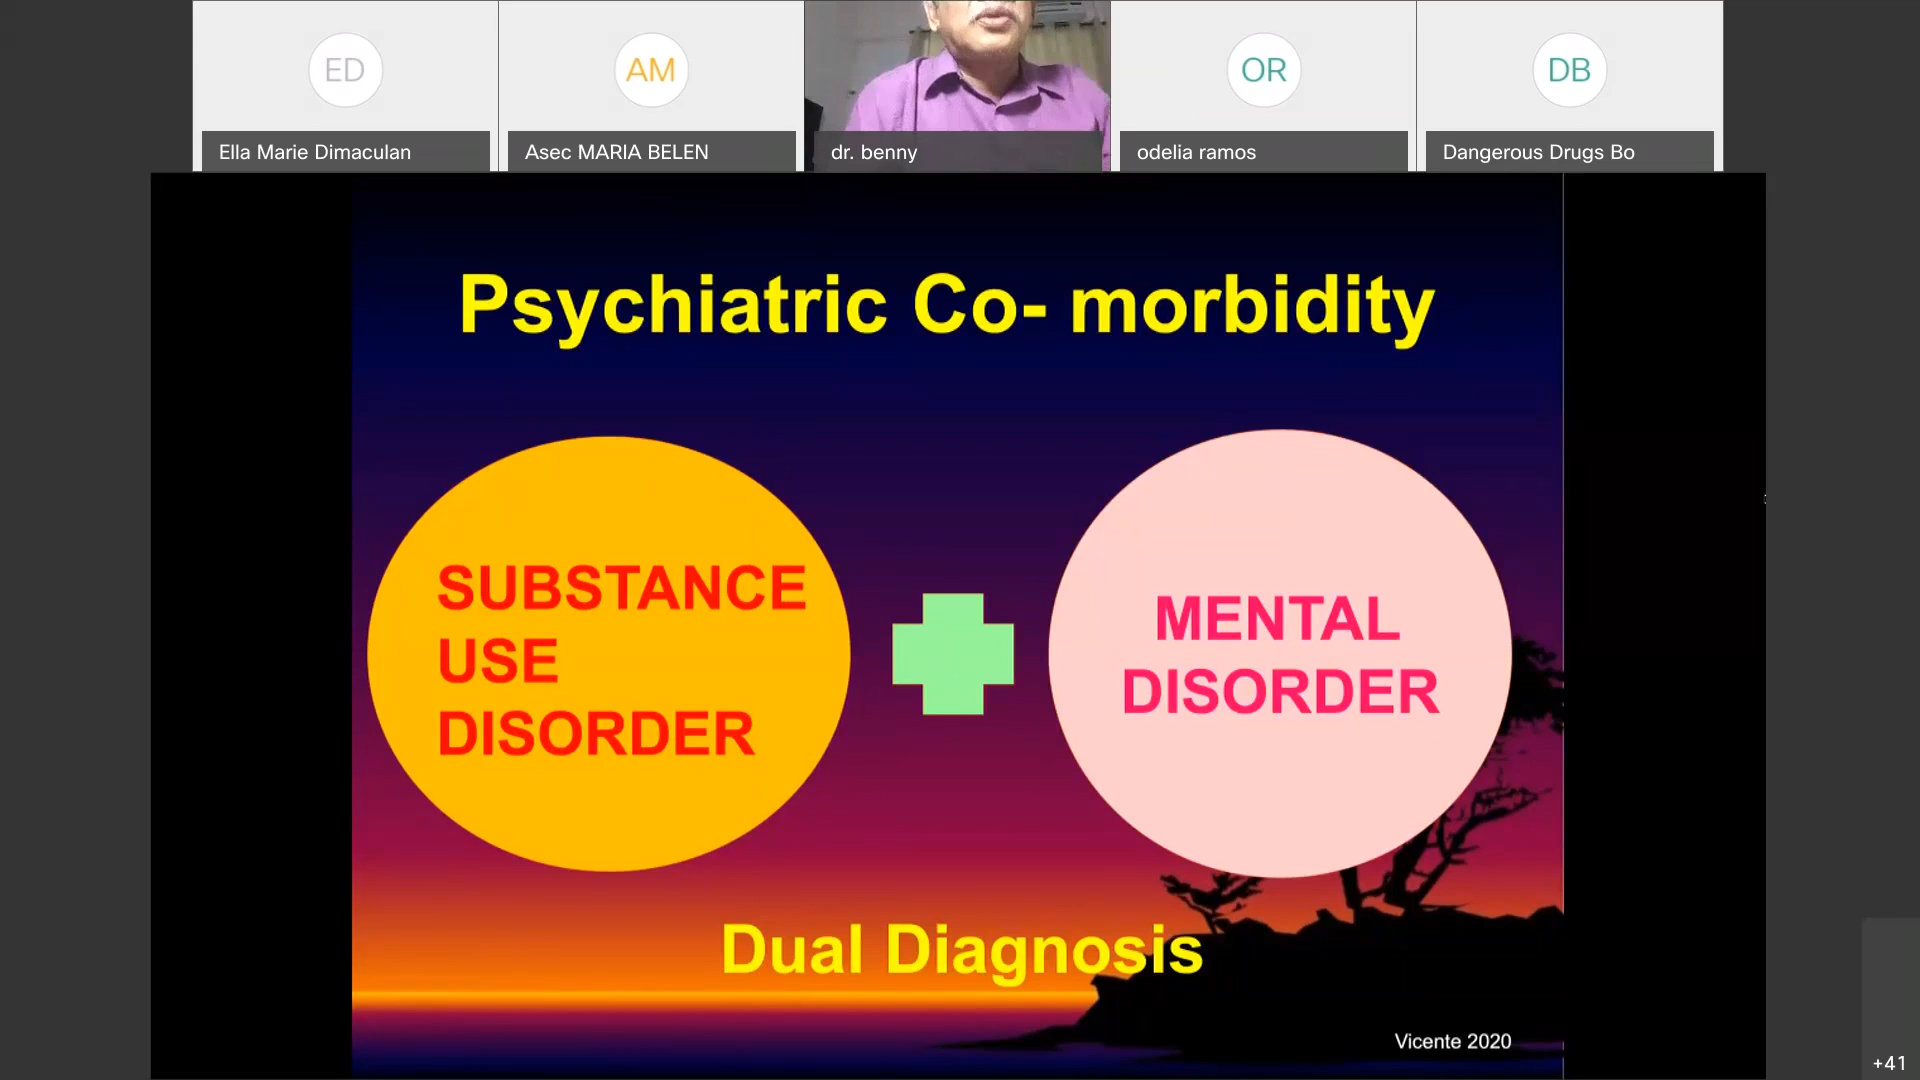 ED
AM
OR
DB
Ella Marie Dimaculan
Asec MARIA BELEN
dr. benny
odelia ramos
Dangerous Drugs Bo
Psychiatric Co- morbidity
SUBSTANCE
USE
DISORDER
MENTAL
DISORDER
Dual Diagnosis
Vicente 2020
+41